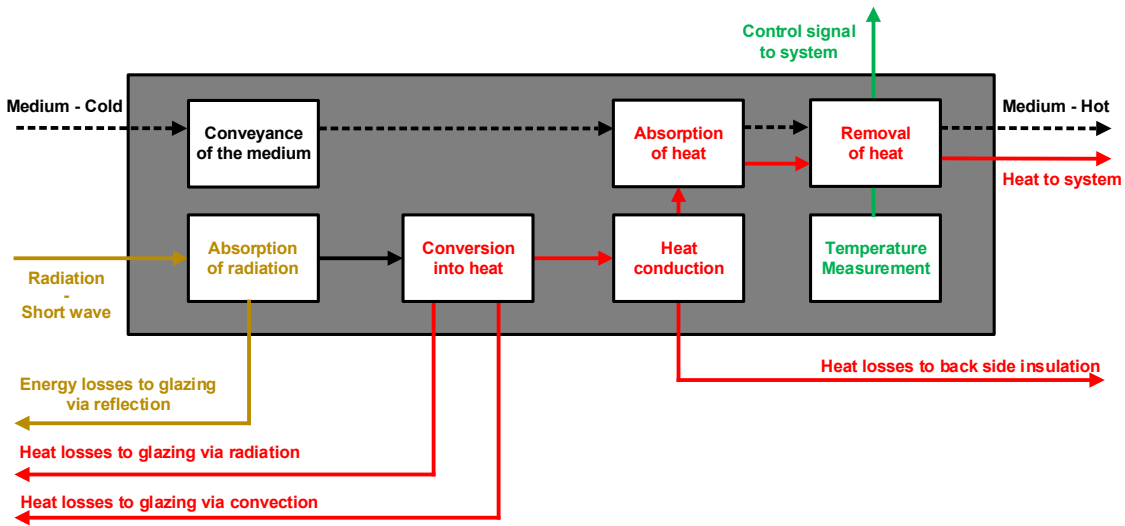 Control signal
to system
Medium - Cold
Medium - Hot
Conveyance
of the medium
Absorption
of heat
Removal
of heat
Heat to system
Absorption
of radiation
Conversion
into heat
Heat
conduction
Temperature
Measurement
Radiation
-
Short wave
Heat losses to back side insulation
Energy losses to glazing
via reflection
Heat losses to glazing via radiation
Heat losses to glazing via convection